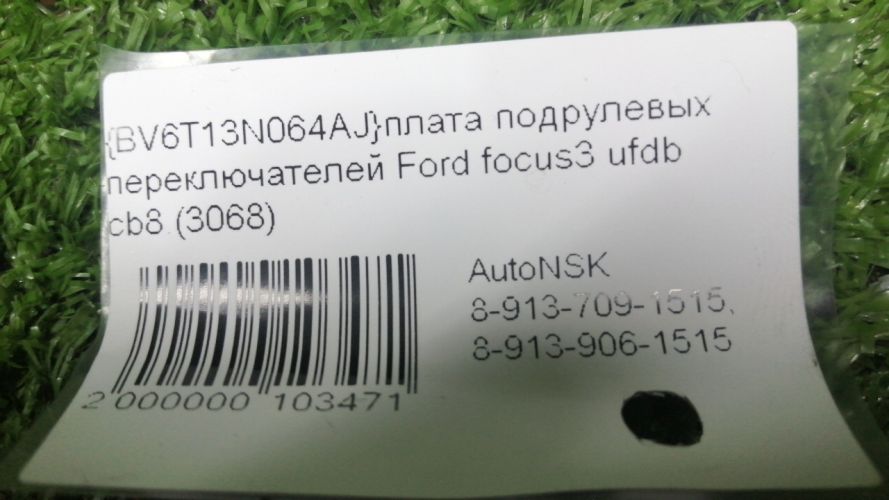 {BV6T13N064AJ}плата подрулевых
переключателей Ford focus3 ufdb
cb8 (3068)
AutoNSK
8-913-709-1515,
8-913-906-1515
2 000000 103471